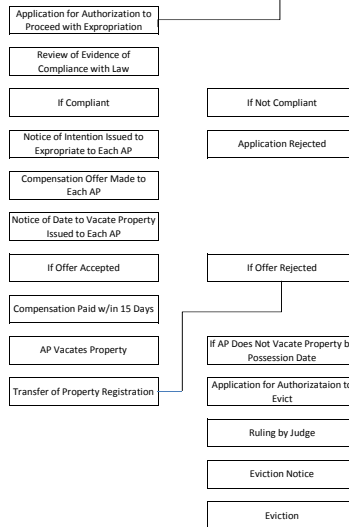 Application for Authorization to
Proceed with Expropriation
Review of Evidence of
Compliance with Law
If Compliant
If Not Compliant
Notice of Intention Issued to
Expropriate to Each AP
Application Rejected
Compensation Offer Made to
Each AP
Notice of Date to Vacate Property
Issued to Each AP
If Offer Accepted
If Offer Rejected
Compensation Paid w/in 15 Days
AP Vacates Property
If AP Does Not Vacate Property b
Possession Date
Transfer of Property Registration
Application for Authorizataion to
Evict
Ruling by Judge
Eviction Notice
Eviction